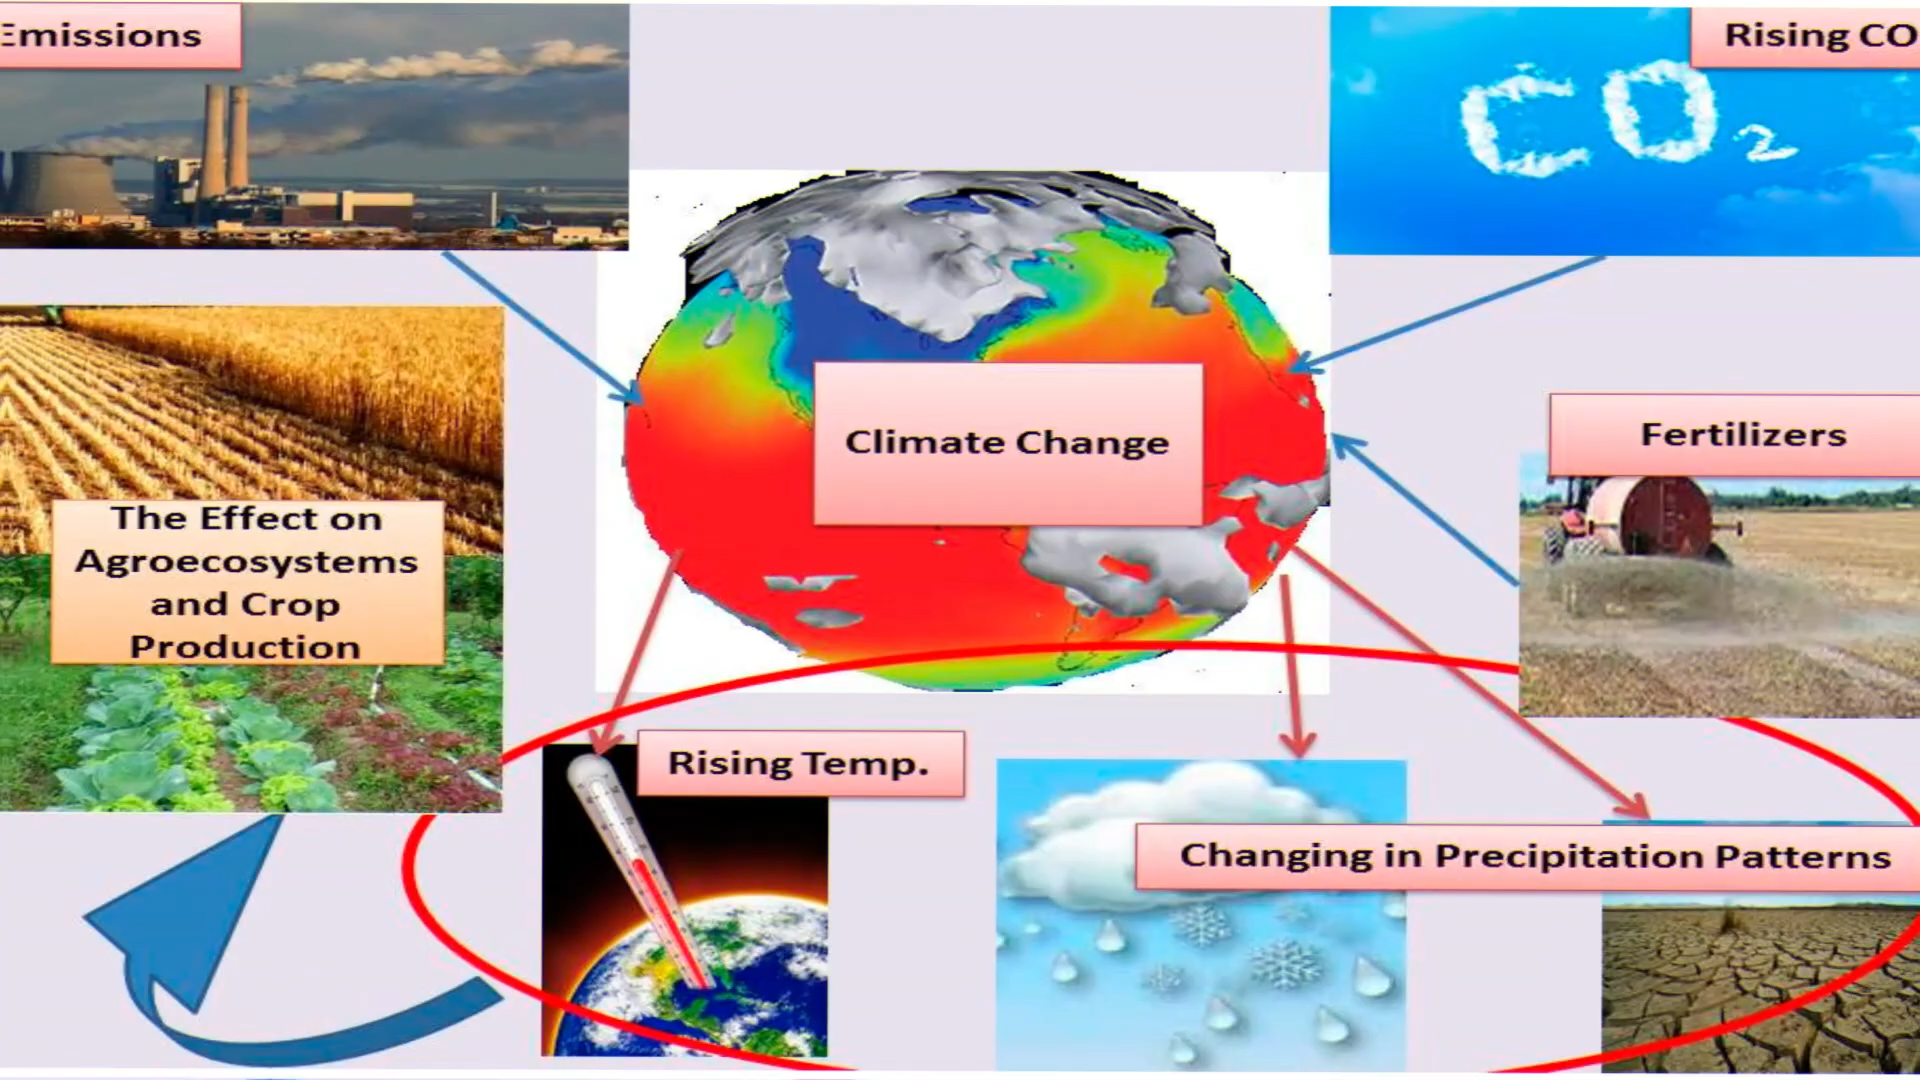 Emissions
Rising CO
CO₂
Climate Change
Fertilizers
The Effect on
Agroecosystems
and Crop
Production
Rising Temp.
Changing in Precipitation Patterns